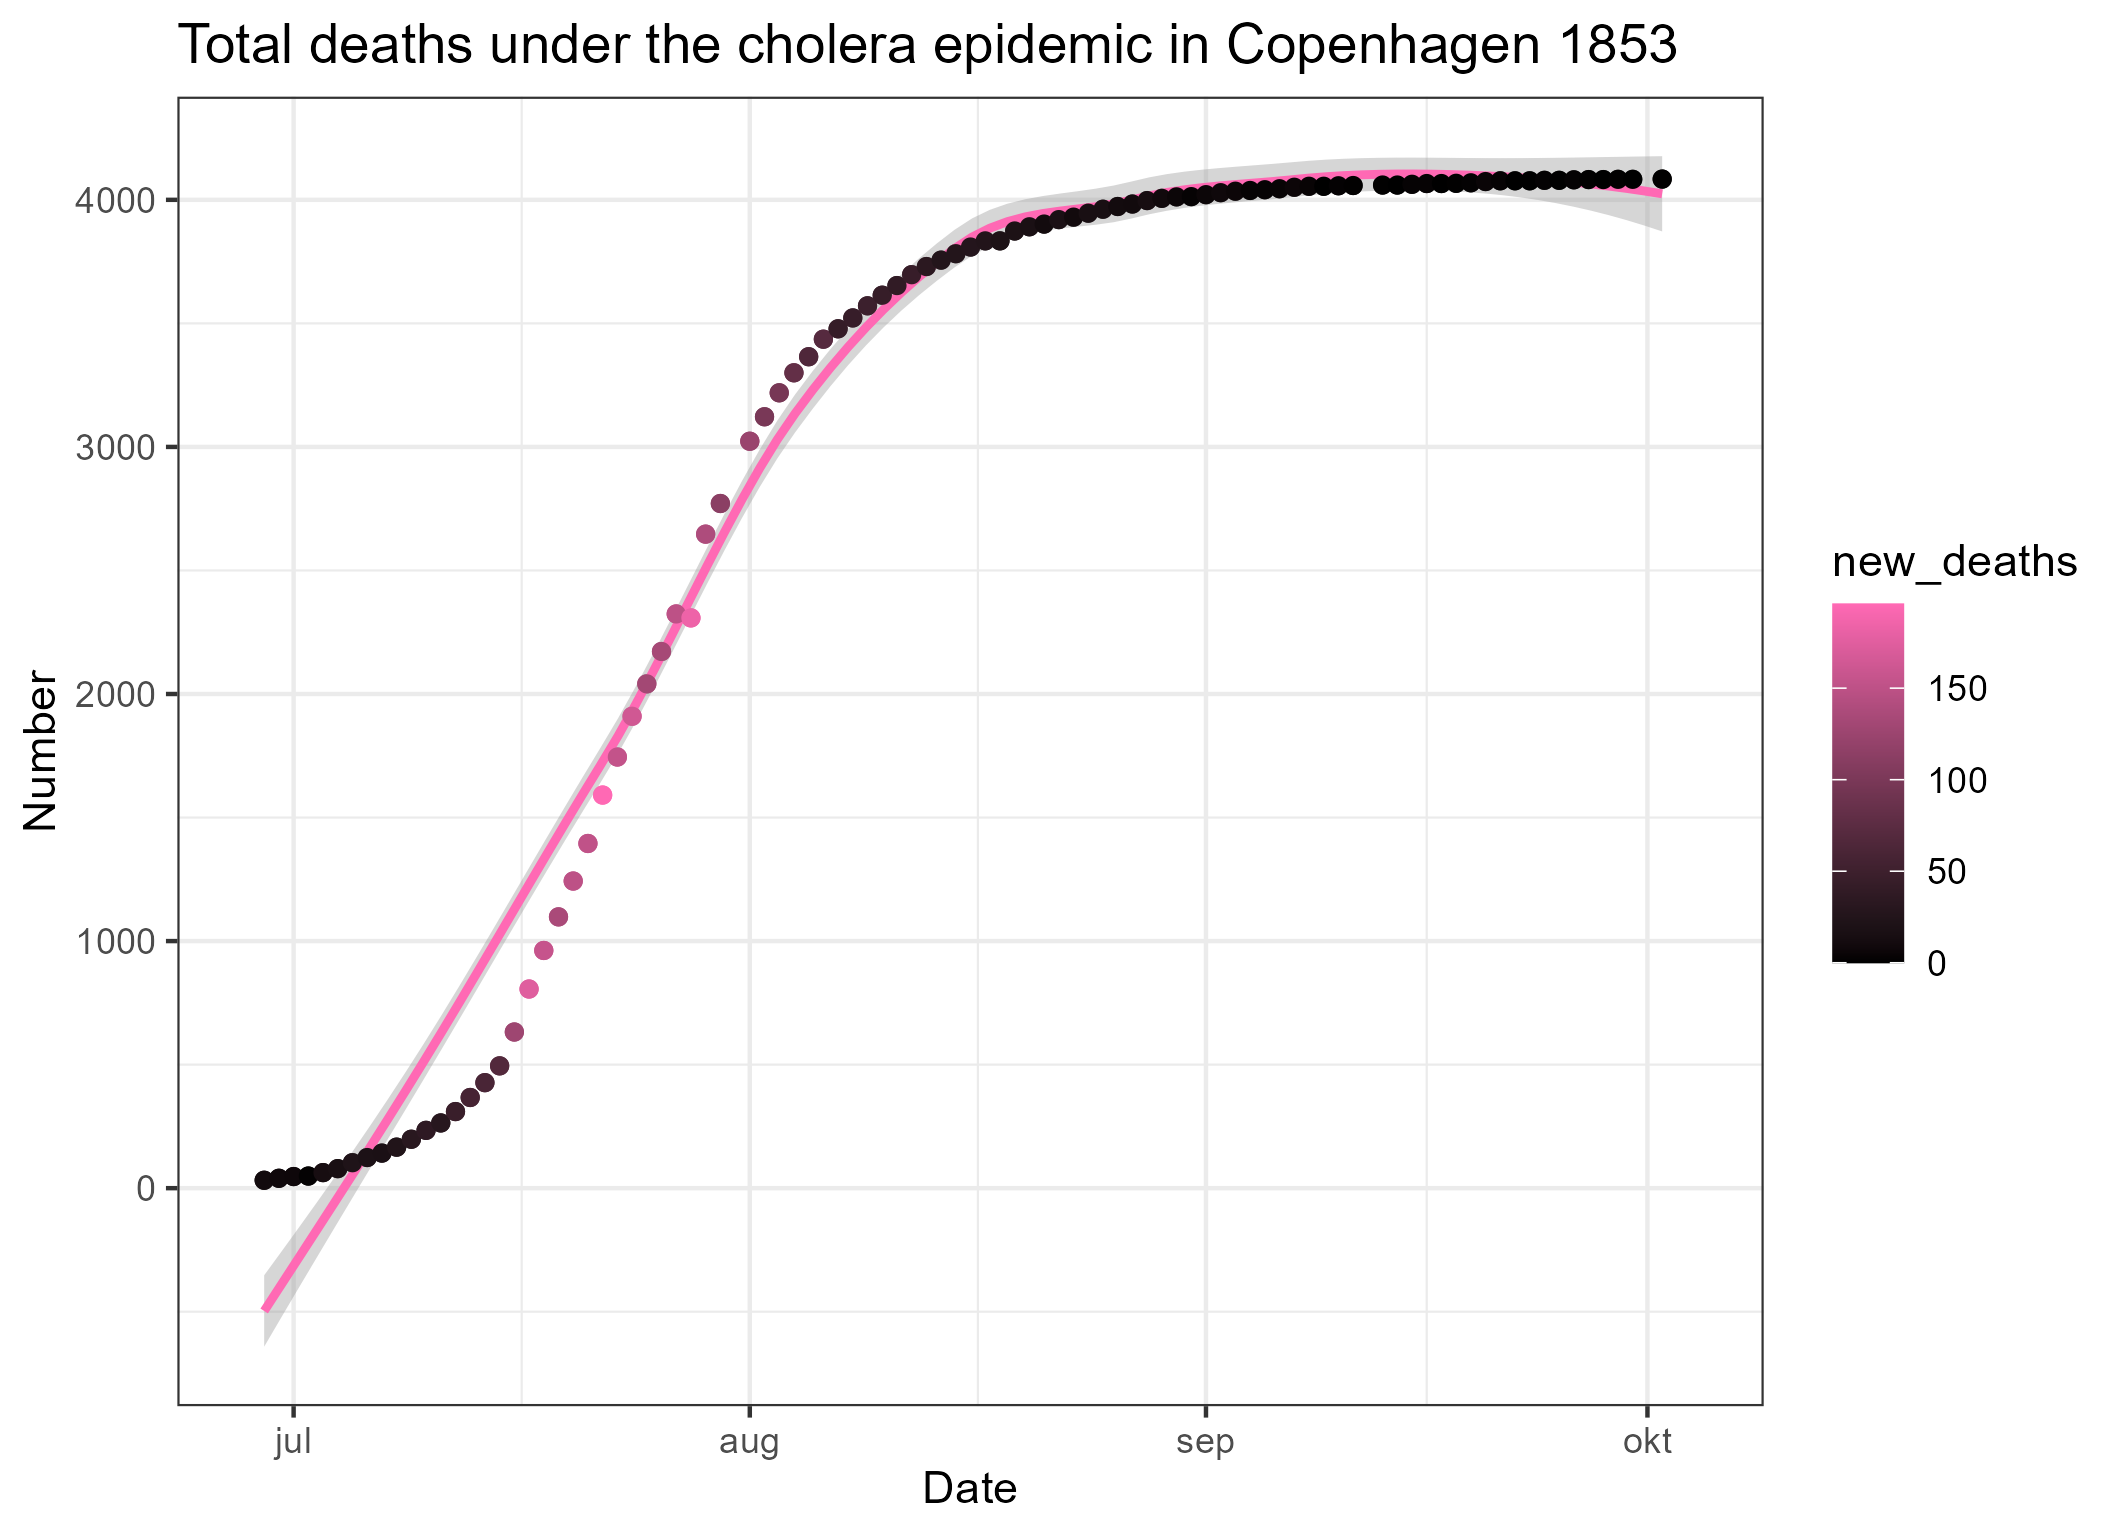 Total deaths under the cholera epidemic in Copenhagen 1853
4000
3000
2000
1000
0
Number
jul
aug
sep
okt
Date
new_deaths
150
100
50
0